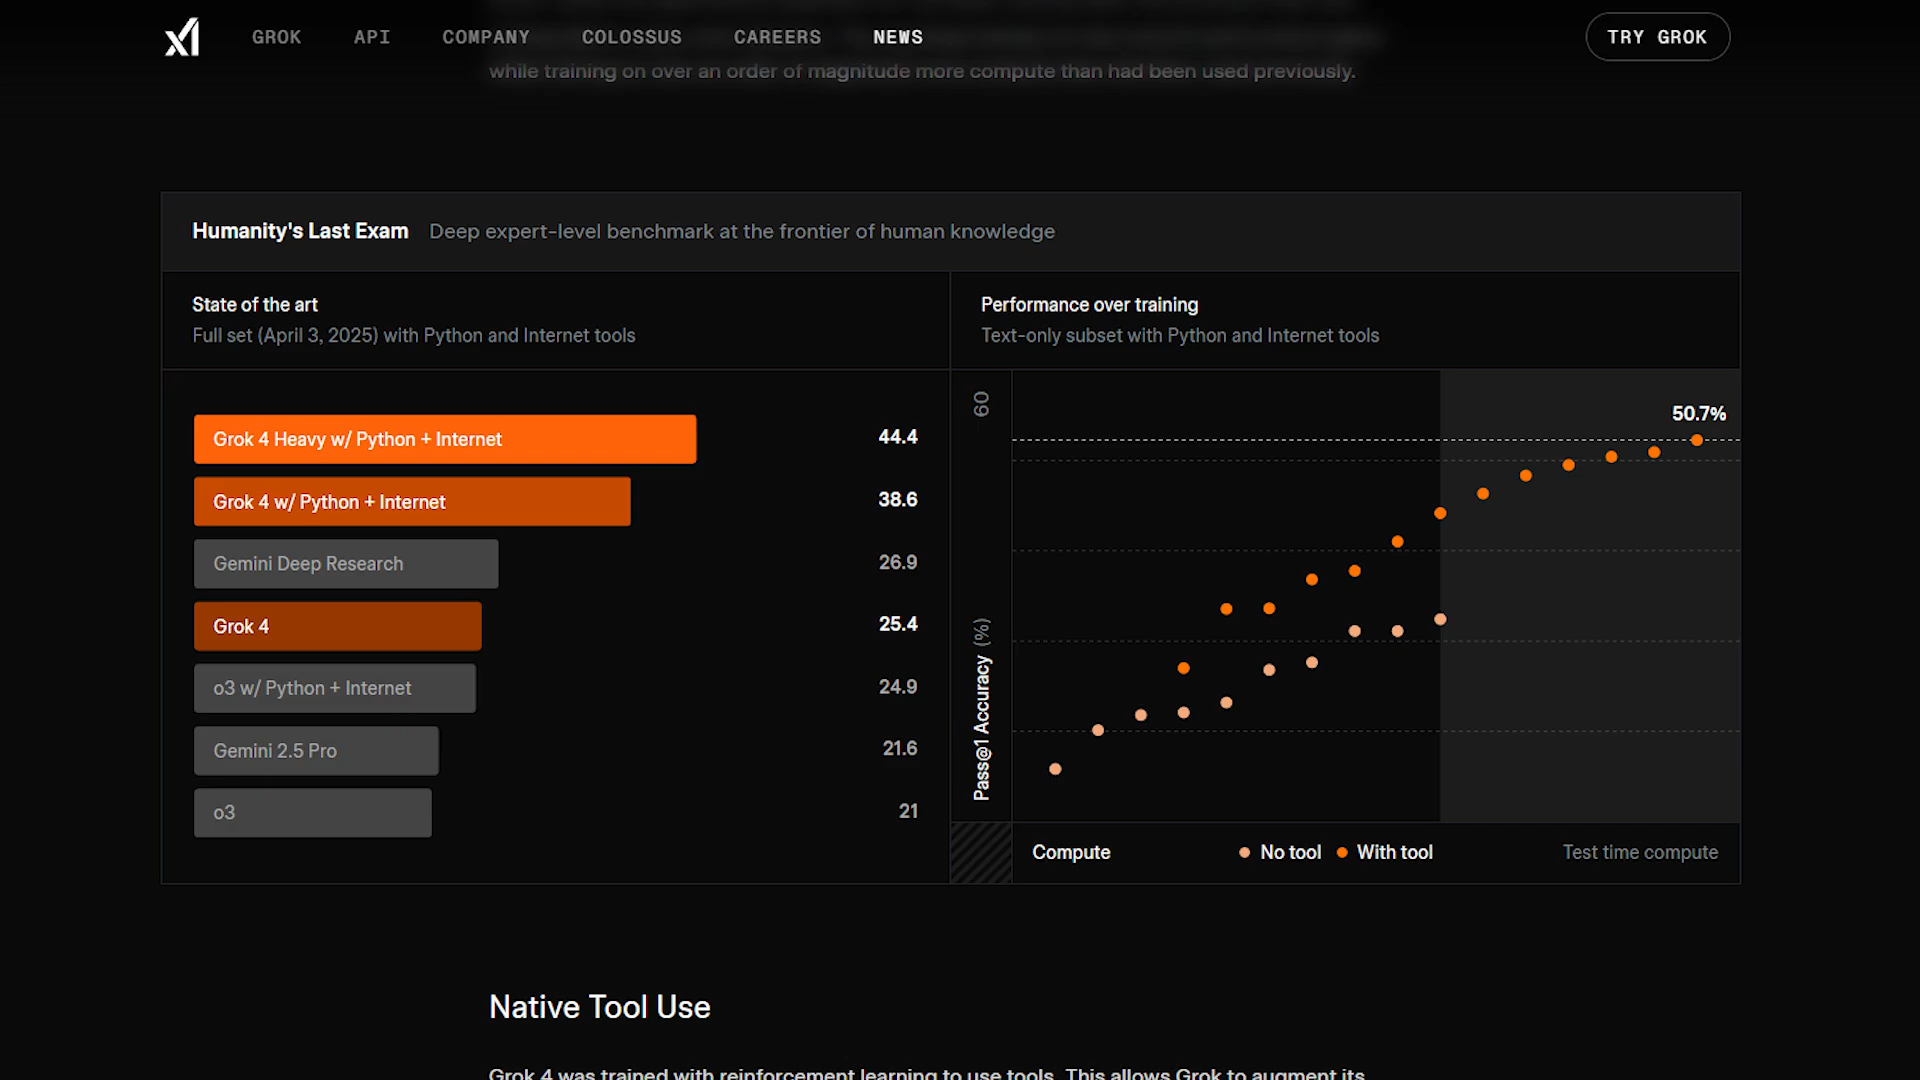 xI
GROK
API
COMPANY
COLOSSUS
CAREERS
NEWS
TRY GROK
while training on over an order of magnitude more compute than had been used previously.
Humanity's Last Exam
Deep expert-level benchmark at the frontier of human knowledge
State of the art
Full set (April 3, 2025) with Python and Internet tools
Grok 4 Heavy w/ Python + Internet
44.4
Grok 4 w/ Python + Internet
38.6
Gemini Deep Research
26.9
Grok 4
25.4
o3 w/ Python + Internet
24.9
Gemini 2.5 Pro
21.6
o3
21
Performance over training
Text-only subset with Python and Internet tools
60
Pass@1 Accuracy (%)
50.7%
Compute
No tool
With tool
Test time compute
Native Tool Use
Grok 4 was trained with reinforcement learning to use tools. This allows Grok to augment its